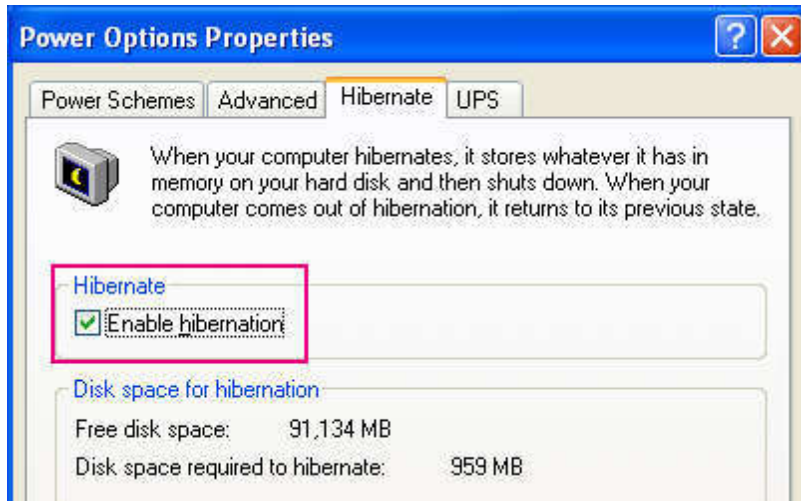 Power Options Properties
Power Schemes Advanced Hibernate UPS
When your computer hibernates, it stores whatever it has in
memory on your hard disk and then shuts down. When your
computer comes out of hibernation, it returns to its previous state.
Hibernate
Enable hibernation
Disk space for hibernation
Free disk space: 91,134 MB
Disk space required to hibernate: 959 MB